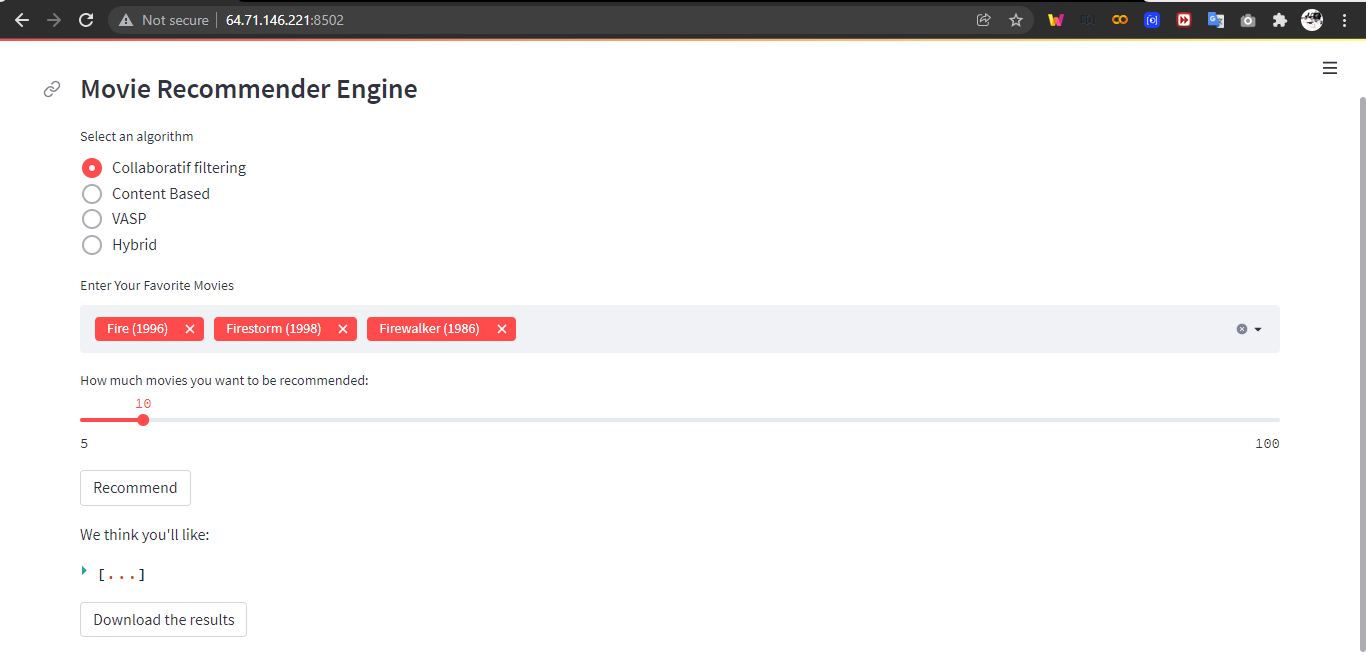 Not secure 64.71.146.221:8502
Movie Recommender Engine
Select an algorithm
Collaboratif filtering
Content Based
VASP
Hybrid
Enter Your Favorite Movies
Fire (1996) Firestorm (1998) Firewalker (1986)
How much movies you want to be recommended:
10
5 100
Recommend
We think you'll like:
[...]
Download the results